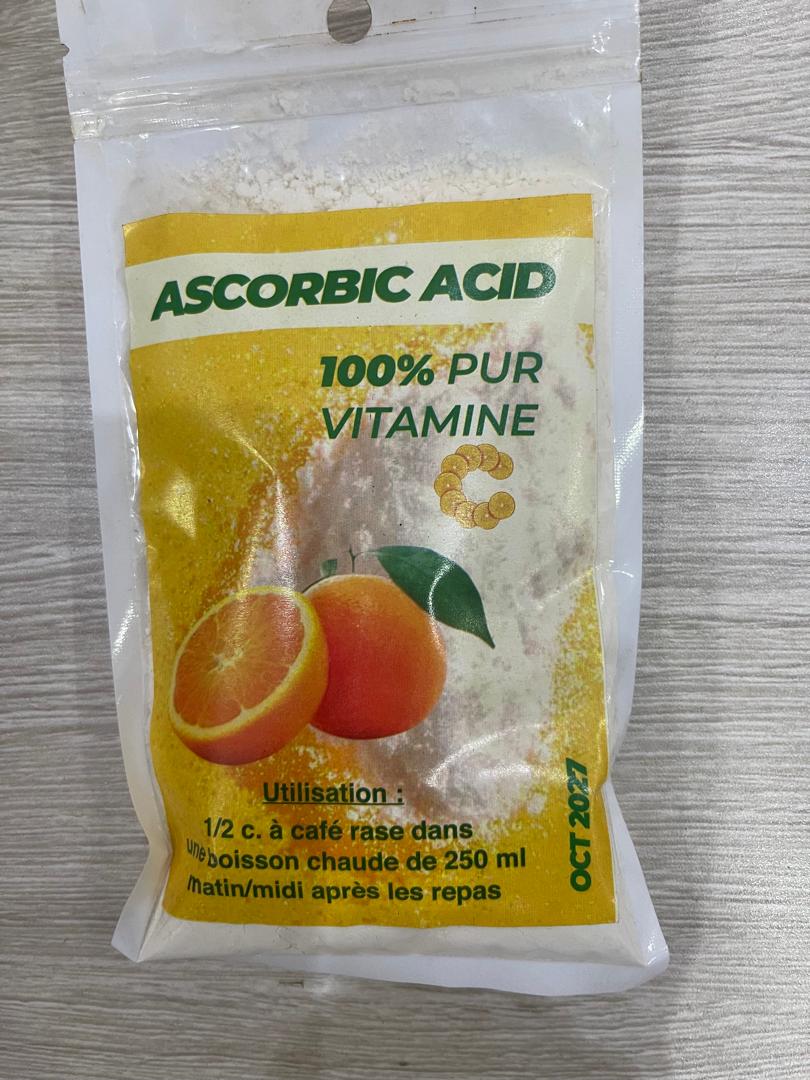 ASCORBIC ACID
100% PUR
VITAMINE
C
Utilisation :
1/2 c. à café rase dans
une boisson chaude de 250 ml
matin/midi après les repas
OCT 2027